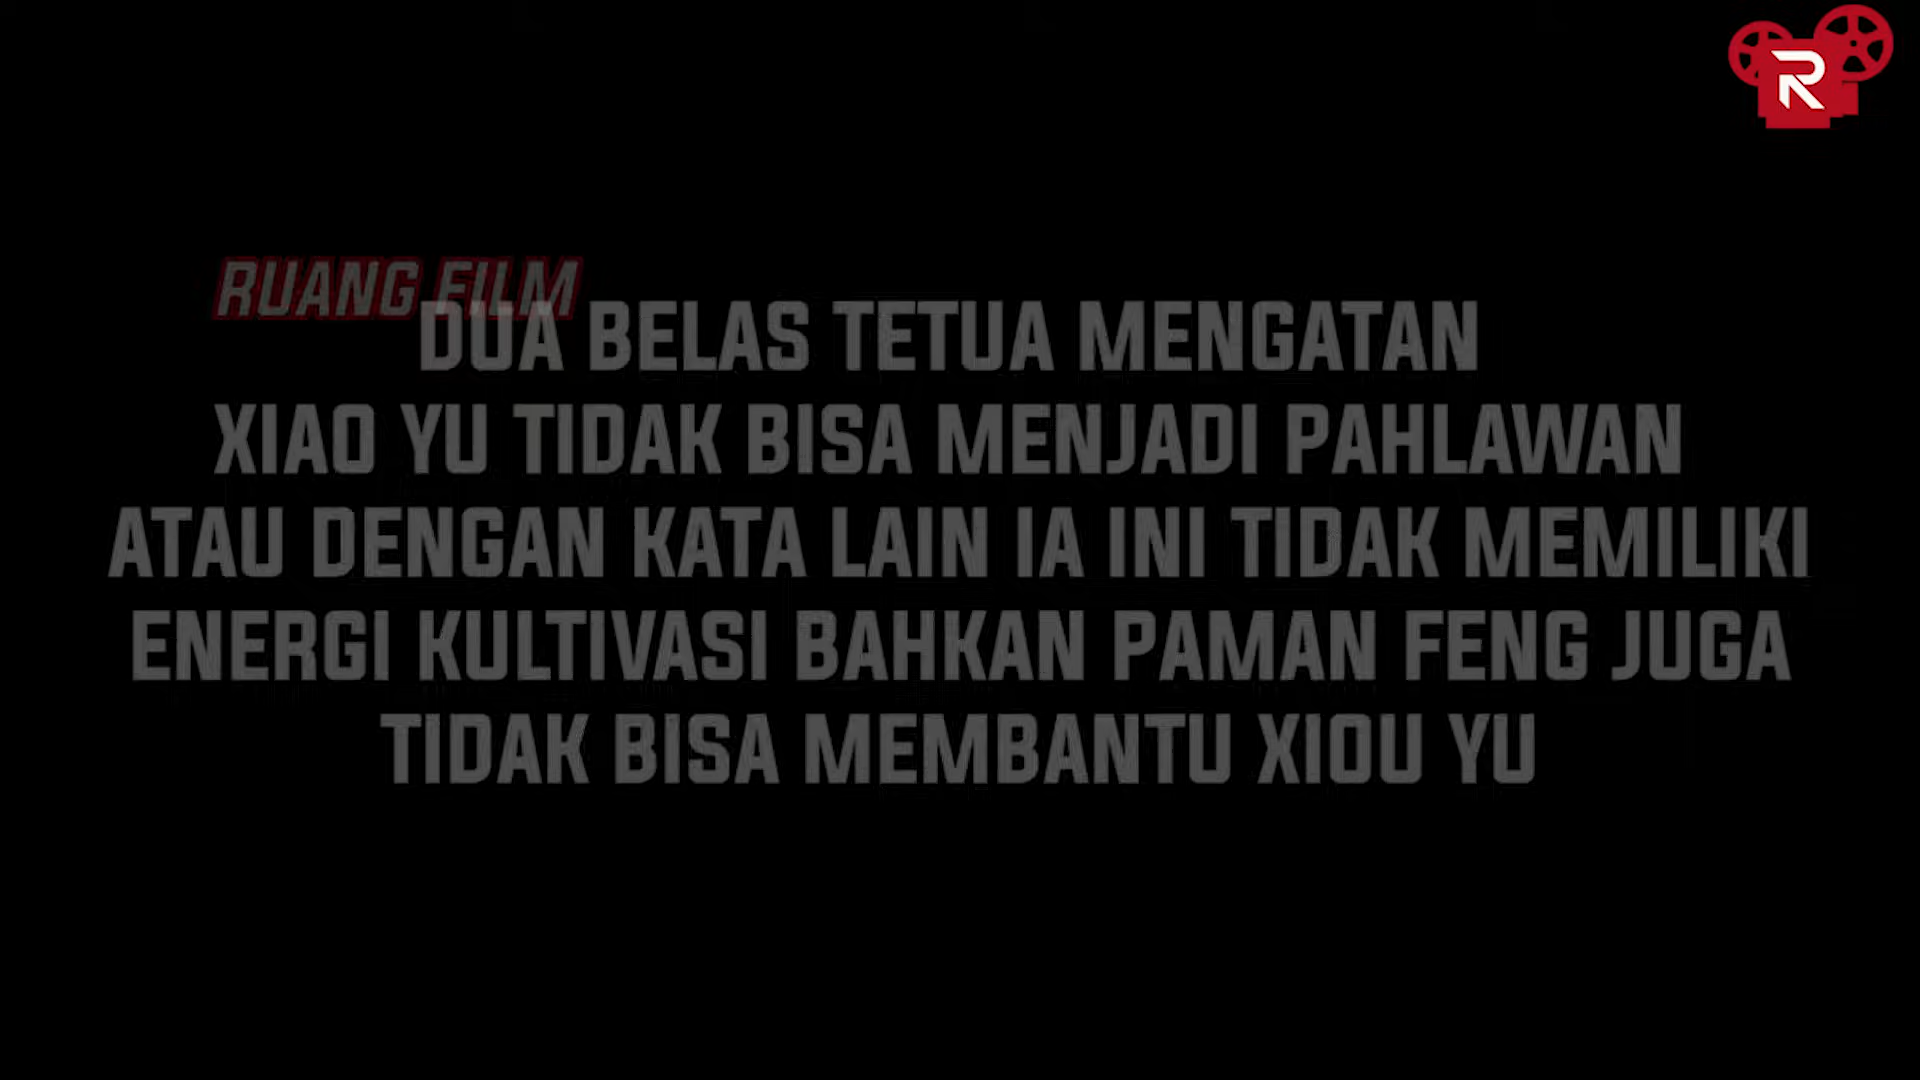 R
RUANG FILM
DUA BELAS TETUA MENGATAN
XIAO YU TIDAK BISA MENJADI PAHLAWAN
ATAU DENGAN KATA LAIN IA INI TIDAK MEMILIKI
ENERGI KULTIVASI BAHKAN PAMAN FENG JUGA
TIDAK BISA MEMBANTU XIOU YU